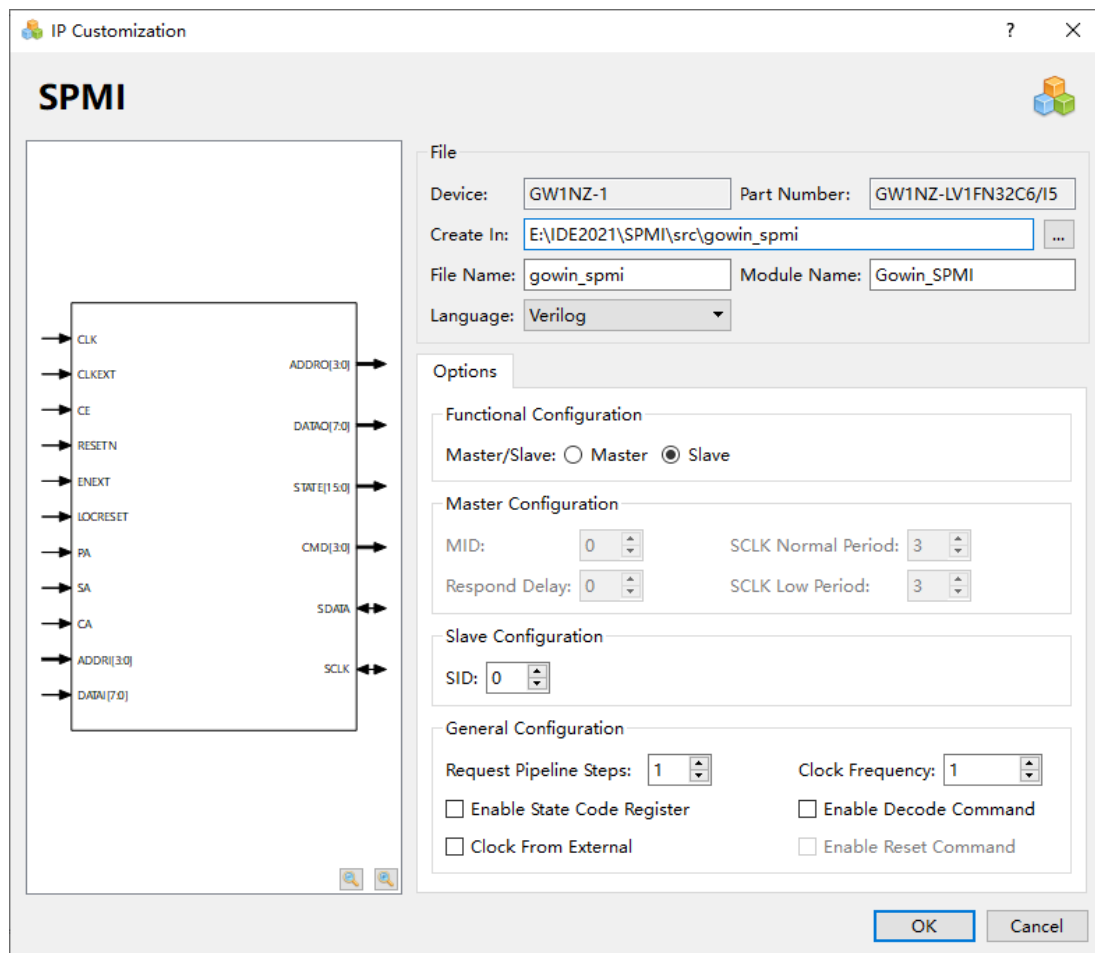 IP Customization
?
SPMI
CLK
CLKEXT
CE
RESETN
ENEXT
LOCRESET
PA
SA
CA
ADDRI[3:0]
DATAI[7:0]
ADDRO[3:0]
DATAO[7:0]
STATE[15:0]
CMD[3:0]
SDATA
SCLK
File
Device: GW1NZ-1 Part Number: GW1NZ-LV1FN32C6/I5
Create In: E:\IDE2021\SPMI\src\gowin_spmi ...
File Name: gowin_spmi Module Name: Gowin_SPMI
Language: Verilog
Options
Functional Configuration
Master/Slave: Master Slave
Master Configuration
MID: 0 SCLK Normal Period: 3
Respond Delay: 0 SCLK Low Period: 3
Slave Configuration
SID: 0
General Configuration
Request Pipeline Steps: 1 Clock Frequency: 1
Enable State Code Register Enable Decode Command
Clock From External Enable Reset Command
OK Cancel